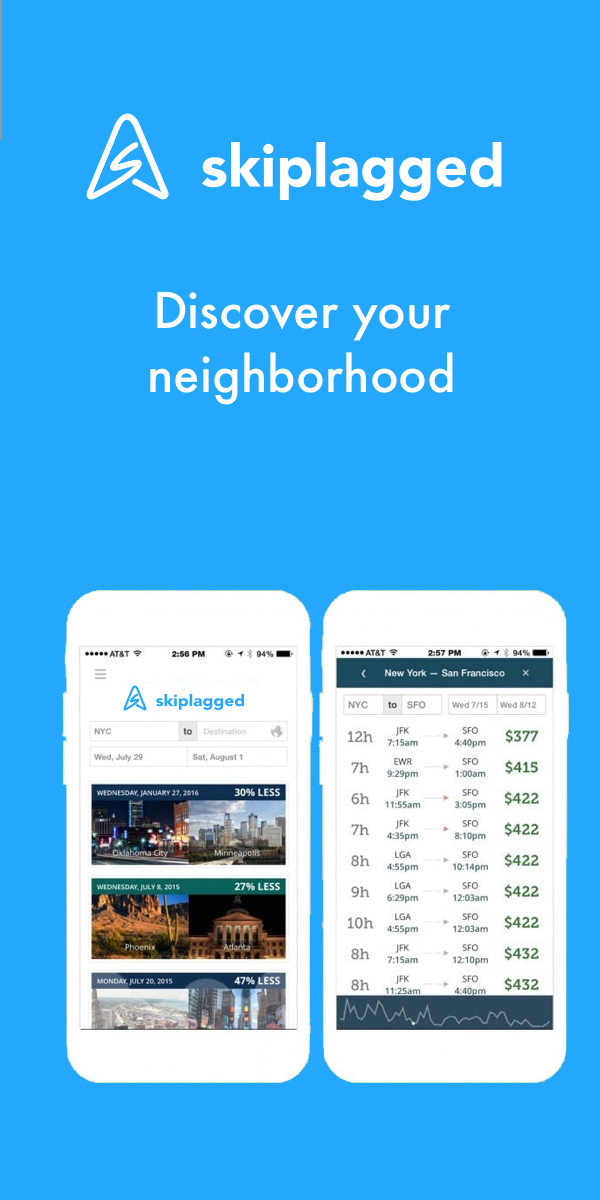 skiplagged
Discover your
neighborhood
AT&T 2:56 PM 94%
skiplagged
NYC to Destination
Wed, July 29 Sat, August 1
WEDNESDAY, JANUARY 27, 2016 30% LESS
Oklahoma City Minneapolis
WEDNESDAY, JULY 8, 2015 27% LESS
Phoenix Atlanta
MONDAY, JULY 20, 2015 47% LESS
AT&T 2:57 PM 94%
New York — San Francisco ×
NYC to SFO Wed 7/15 Wed 8/12
12h JFK 7:15am SFO 4:40pm $377
7h EWR 9:29pm SFO 1:00am $415
6h JFK 11:55am SFO 3:05pm $422
7h JFK 4:35pm SFO 8:10pm $422
8h LGA 4:55pm SFO 10:14pm $422
9h LGA 6:29pm SFO 12:03am $422
10h LGA 4:55pm SFO 12:03am $422
8h JFK 7:15am SFO 12:10pm $432
8h JFK 11:25am SFO 4:40pm $432